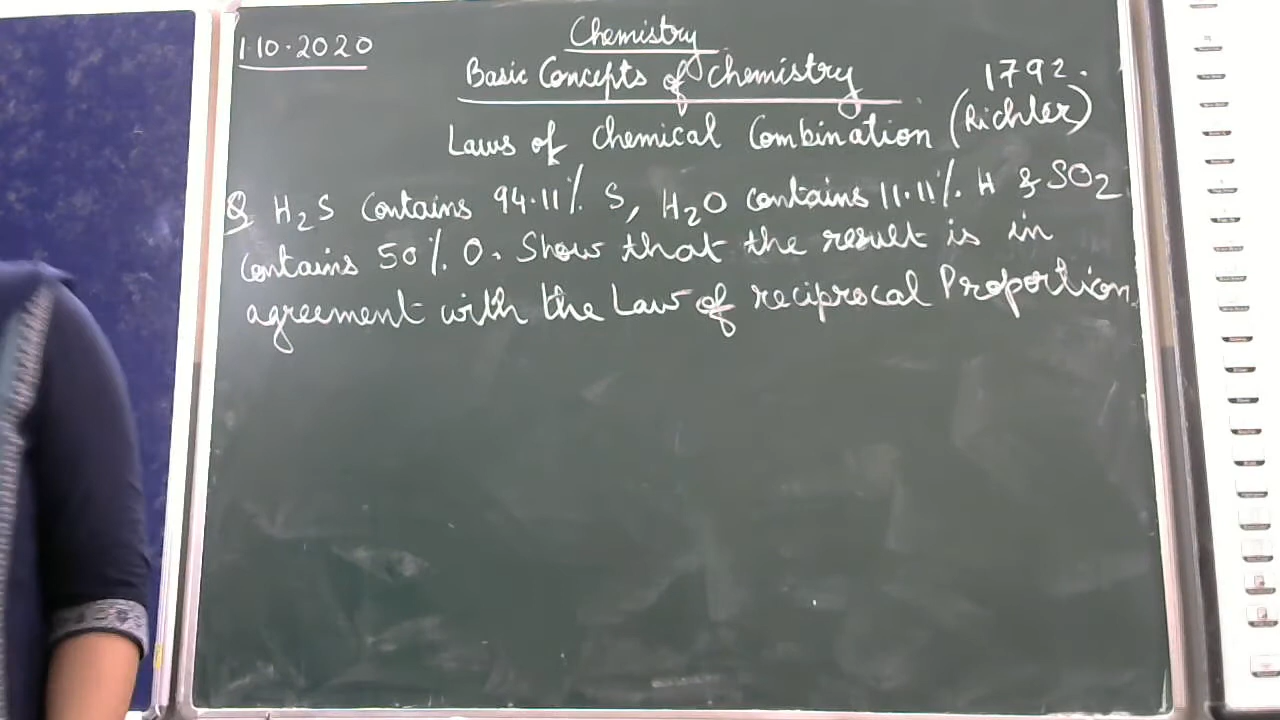 1.10.2020
Chemistry
Basic Concepts of chemistry
1792.
Laws of Chemical Combination (Richter)
Q H₂S Contains 94.11% S, H₂O contains 11.11% H & SO₂
contains 50% O. Show that the result is in
agreement with the Law of reciprocal Proportion